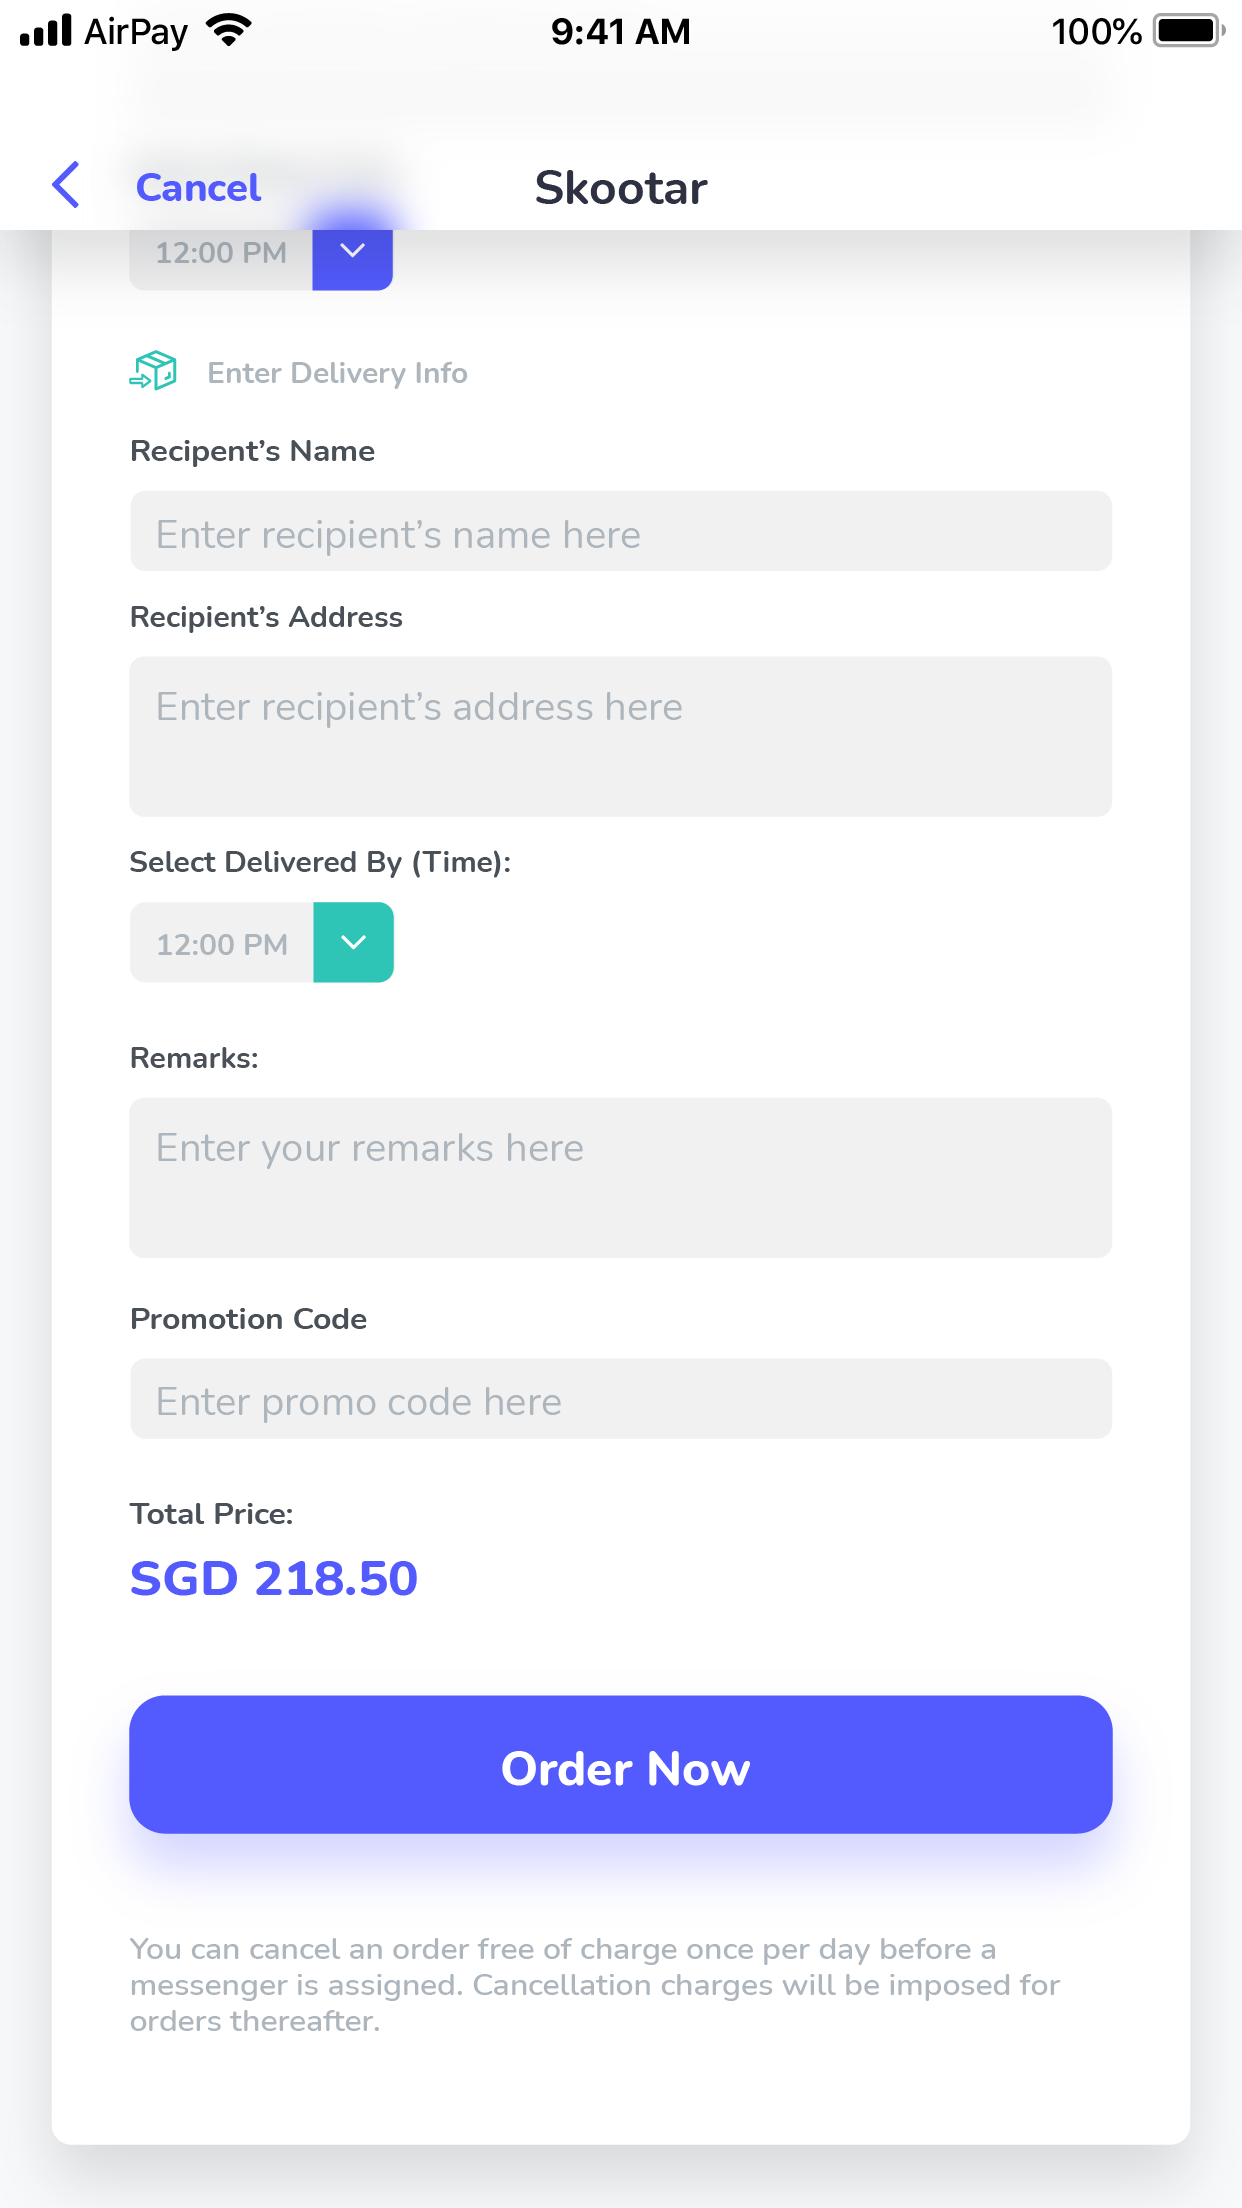 AirPay 9:41 AM 100%
Cancel Skootar
12:00 PM
Enter Delivery Info
Recipent’s Name
Enter recipient’s name here
Recipient’s Address
Enter recipient’s address here
Select Delivered By (Time):
12:00 PM
Remarks:
Enter your remarks here
Promotion Code
Enter promo code here
Total Price:
SGD 218.50
Order Now
You can cancel an order free of charge once per day before a
messenger is assigned. Cancellation charges will be imposed for
orders thereafter.